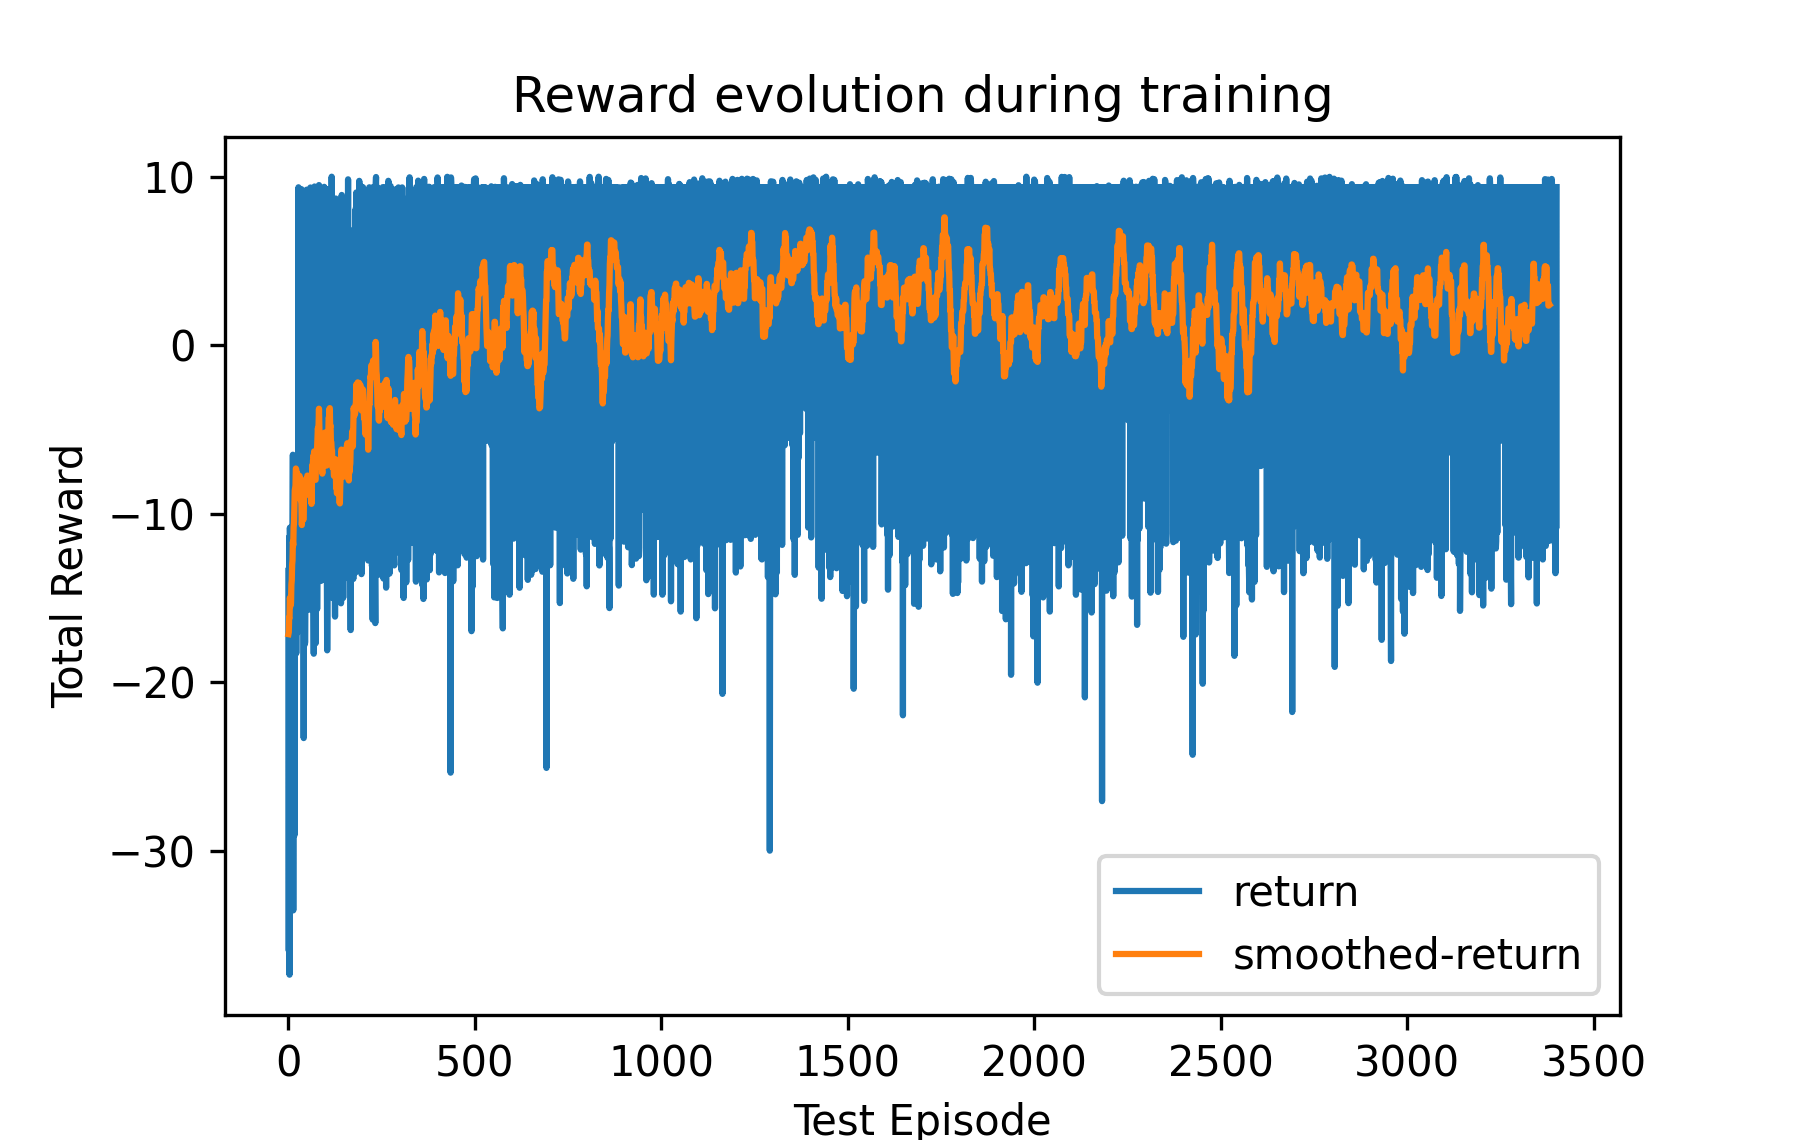 Reward evolution during training
10
0
−10
−20
−30
Total Reward
0 500 1000 1500 2000 2500 3000 3500
Test Episode
return
smoothed-return